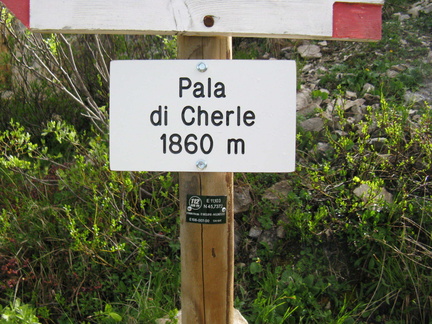 Pala
di Cherle
1860 m